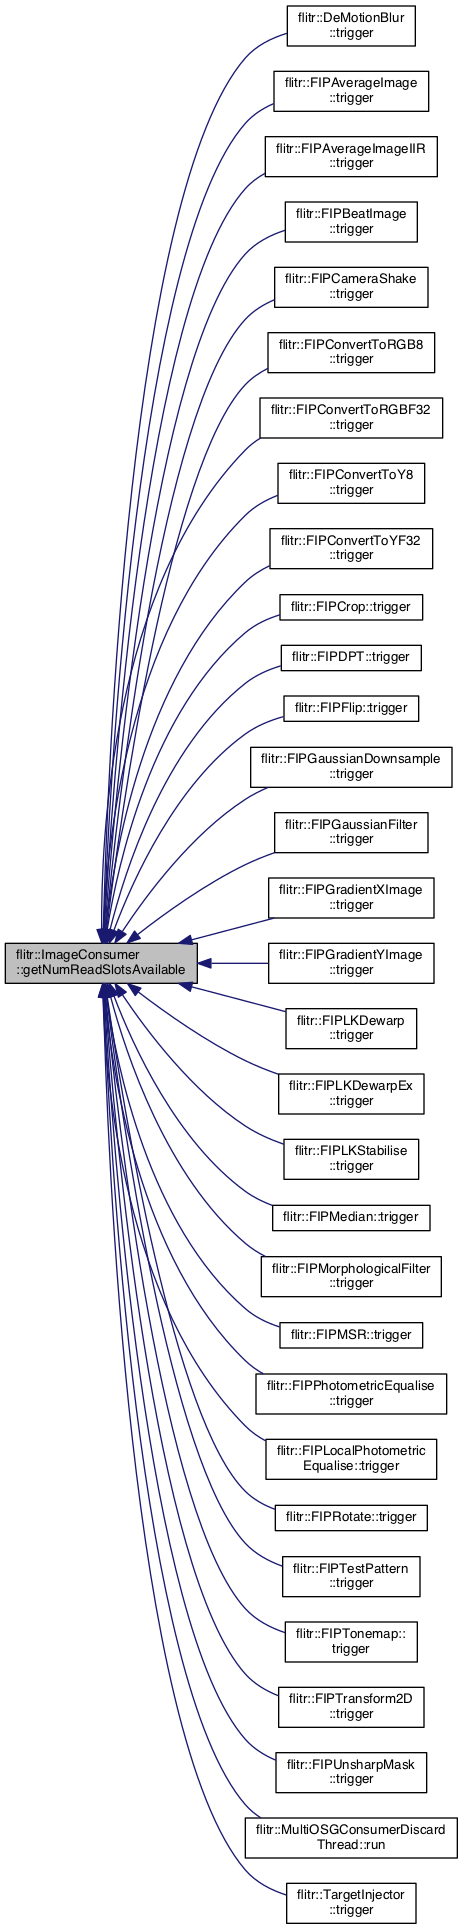 flitr::DeMotionBlur
::trigger
flitr::FIPAverageImage
::trigger
flitr::FIPAverageImageIIR
::trigger
flitr::FIPBeatImage
::trigger
flitr::FIPCameraShake
::trigger
flitr::FIPConvertToRGB8
::trigger
flitr::FIPConvertToRGBF32
::trigger
flitr::FIPConvertToY8
::trigger
flitr::FIPConvertToYF32
::trigger
flitr::FIPCrop::trigger
flitr::FIPDPT::trigger
flitr::FIPFlip::trigger
flitr::FIPGaussianDownsample
::trigger
flitr::FIPGaussianFilter
::trigger
flitr::FIPGradientXImage
::trigger
flitr::ImageConsumer
::getNumReadSlotsAvailable
flitr::FIPGradientYImage
::trigger
flitr::FIPLKDewarp
::trigger
flitr::FIPLKDewarpEx
::trigger
flitr::FIPLKStabilise
::trigger
flitr::FIPMedian::trigger
flitr::FIPMorphologicalFilter
::trigger
flitr::FIPMSR::trigger
flitr::FIPPhotometricEqualise
::trigger
flitr::FIPLocalPhotometric
Equalise::trigger
flitr::FIPRotate::trigger
flitr::FIPTestPattern
::trigger
flitr::FIPTonemap::
trigger
flitr::FIPTransform2D
::trigger
flitr::FIPUnsharpMask
::trigger
flitr::MultiOSGConsumerDiscard
Thread::run
flitr::TargetInjector
::trigger